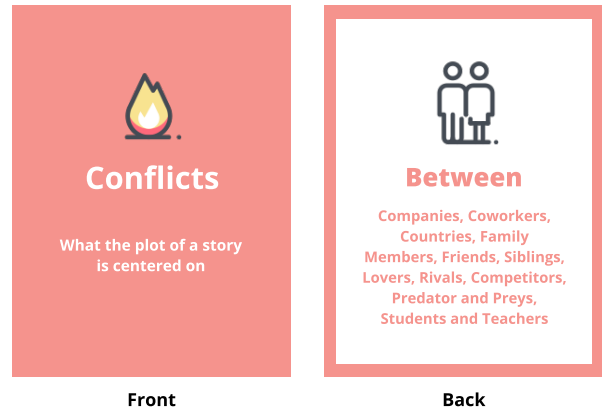 Conflicts
What the plot of a story
is centered on
Front
Between
Companies, Coworkers,
Countries, Family
Members, Friends, Siblings,
Lovers, Rivals, Competitors,
Predator and Preys,
Students and Teachers
Back